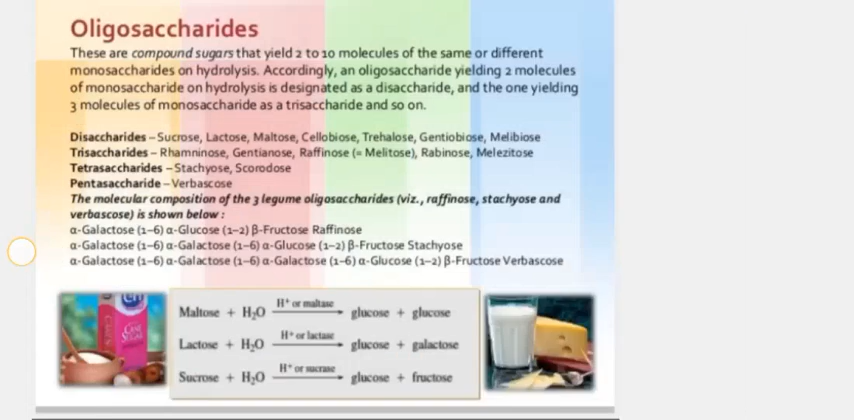 Oligosaccharides
These are compound sugars that yield 2 to 10 molecules of the same or different
monosaccharides on hydrolysis. Accordingly, an oligosaccharide yielding 2 molecules
of monosaccharide on hydrolysis is designated as a disaccharide, and the one yielding
3 molecules of monosaccharide as a trisaccharide and so on.
Disaccharides – Sucrose, Lactose, Maltose, Cellobiose, Trehalose, Gentiobiose, Melibiose
Trisaccharides – Rhamninose, Gentianose, Raffinose (= Melitose), Rabinose, Melezitose
Tetrasaccharides – Stachyose, Scorodose
Pentasaccharide – Verbascose
The molecular composition of the 3 legume oligosaccharides (viz., raffinose, stachyose and
verbascose) is shown below :
α-Galactose (1–6) α-Glucose (1–2) β-Fructose Raffinose
α-Galactose (1–6) α-Galactose (1–6) α-Glucose (1–2) β-Fructose Stachyose
α-Galactose (1–6) α-Galactose (1–6) α-Galactose (1–6) α-Glucose (1–2) β-Fructose Verbascose
Maltose + H₂O H⁺ or maltase → glucose + glucose
Lactose + H₂O H⁺ or lactase → glucose + galactose
Sucrose + H₂O H⁺ or sucrase → glucose + fructose